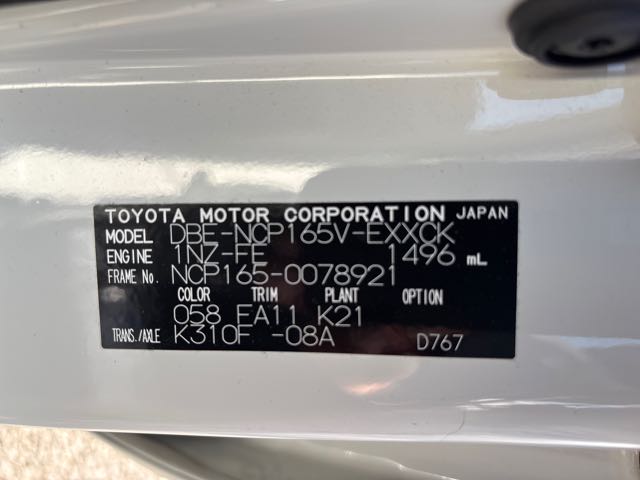 TOYOTA MOTOR CORPORATION JAPAN
MODEL DBE-NCP165V-EXXCK
ENGINE 1NZ-FE 1496 mL
FRAME No. NCP165-0078921
COLOR TRIM PLANT OPTION
058 FA11 K21
TRANS./AXLE K310F -08A D767